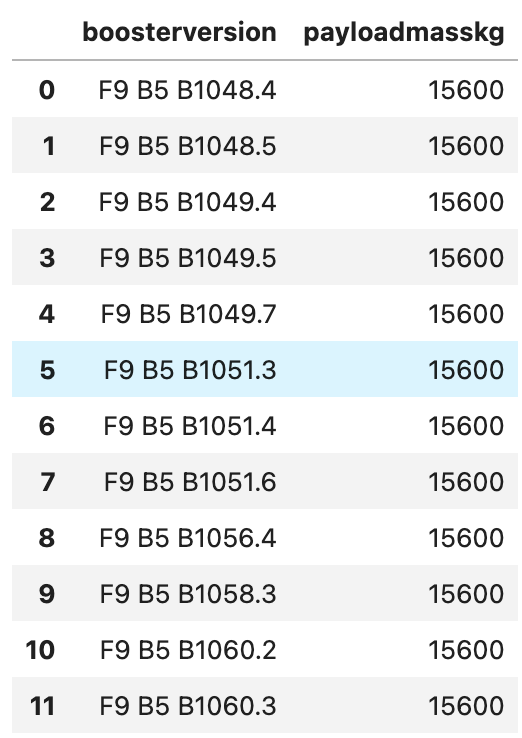 boosterversion payloadmasskg
0 F9 B5 B1048.4 15600
1 F9 B5 B1048.5 15600
2 F9 B5 B1049.4 15600
3 F9 B5 B1049.5 15600
4 F9 B5 B1049.7 15600
5 F9 B5 B1051.3 15600
6 F9 B5 B1051.4 15600
7 F9 B5 B1051.6 15600
8 F9 B5 B1056.4 15600
9 F9 B5 B1058.3 15600
10 F9 B5 B1060.2 15600
11 F9 B5 B1060.3 15600